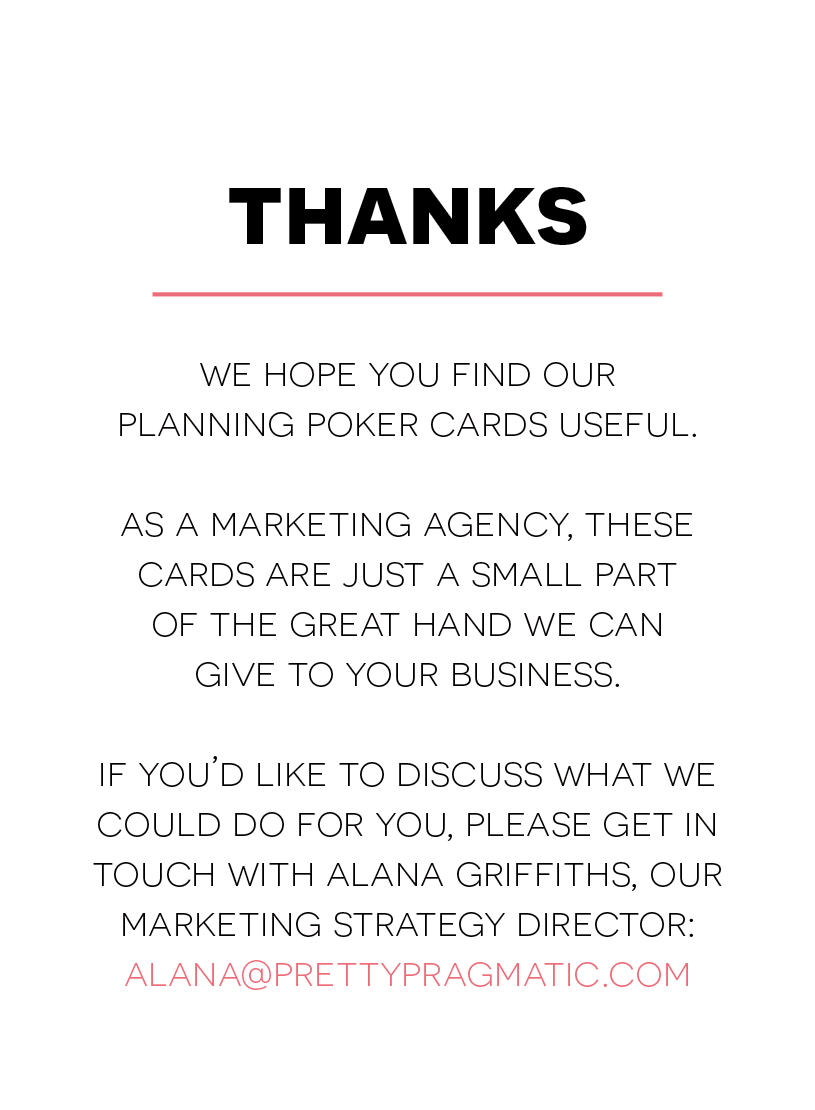 THANKS
WE HOPE YOU FIND OUR
PLANNING POKER CARDS USEFUL.
AS A MARKETING AGENCY, THESE
CARDS ARE JUST A SMALL PART
OF THE GREAT HAND WE CAN
GIVE TO YOUR BUSINESS.
IF YOU’D LIKE TO DISCUSS WHAT WE
COULD DO FOR YOU, PLEASE GET IN
TOUCH WITH ALANA GRIFFITHS, OUR
MARKETING STRATEGY DIRECTOR:
ALANA@PRETTYPRAGMATIC.COM